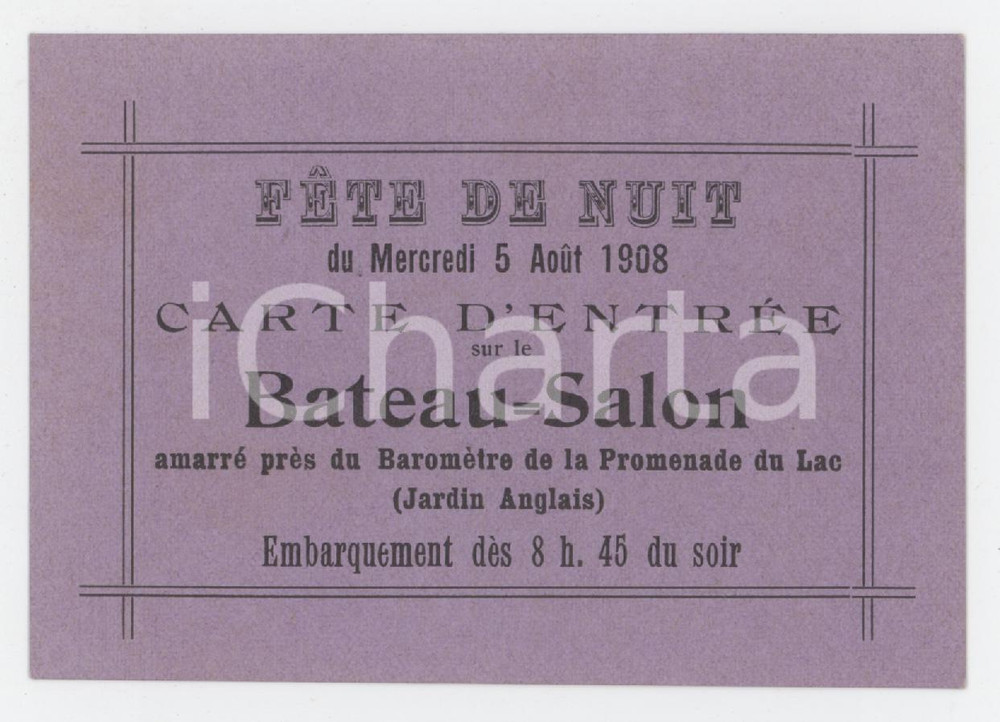 FÊTE DE NUIT
du Mercredi 5 Août 1908
CARTE D'ENTRÉE
sur le
Bateau-Salon
amarré près du Baromètre de la Promenade du Lac
(Jardin Anglais)
Embarquement dès 8 h. 45 du soir
iCharta